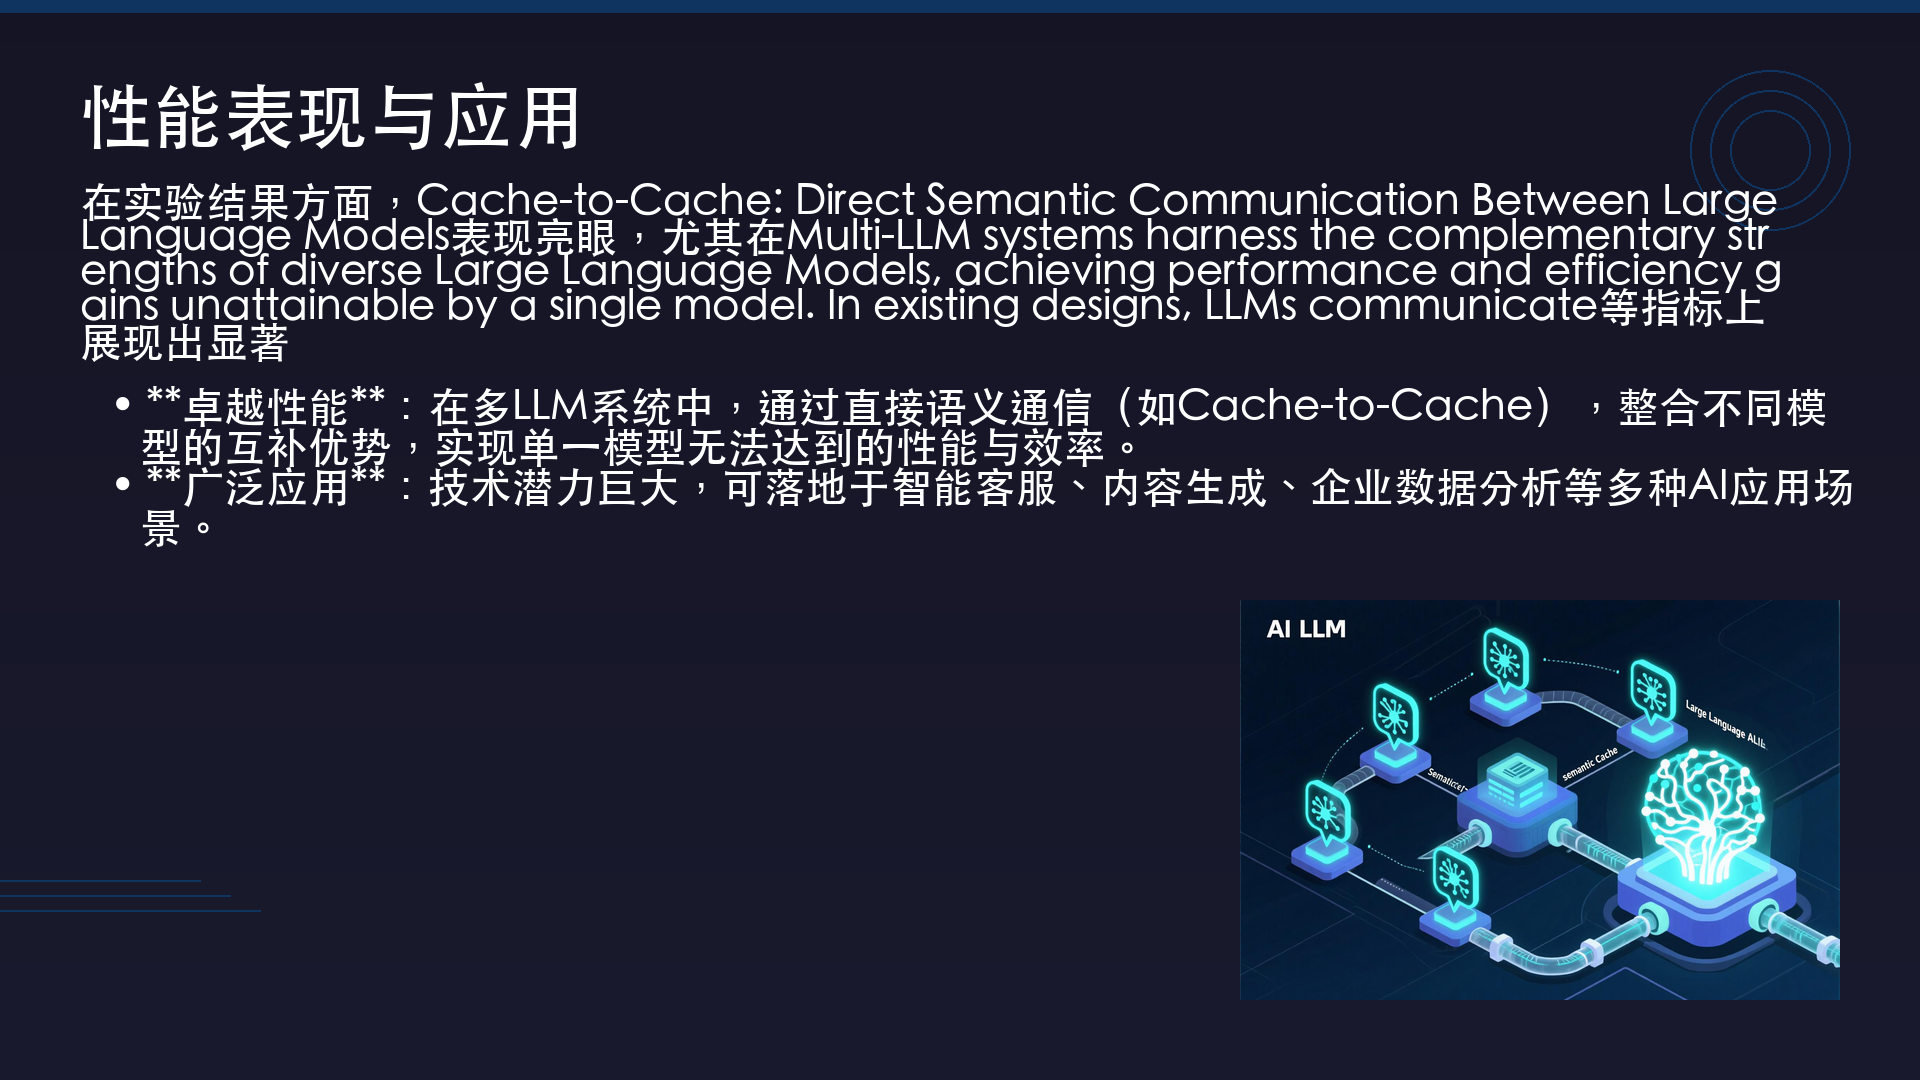 性能表现与应用
在实验结果方面，Cache-to-Cache: Direct Semantic Communication Between Large
Language Models表现亮眼，尤其在Multi-LLM systems harness the complementary str
engths of diverse Large Language Models, achieving performance and efficiency g
ains unattainable by a single model. In existing designs, LLMs communicate等指标上
展现出显著
• **卓越性能**：在多LLM系统中，通过直接语义通信（如Cache-to-Cache），整合不同模
型的互补优势，实现单一模型无法达到的性能与效率。
• **广泛应用**：技术潜力巨大，可落地于智能客服、内容生成、企业数据分析等多种AI应用场
景。
AI LLM
Large Language
semantic Cache